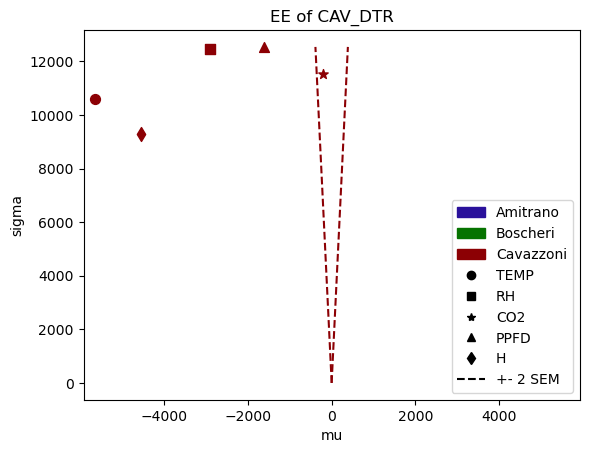 EE of CAV_DTR
sigma
12000
10000
8000
6000
4000
2000
0
−4000
−2000
0
2000
4000
mu
Amitrano
Boscheri
Cavazzoni
TEMP
RH
CO2
PPFD
H
+- 2 SEM